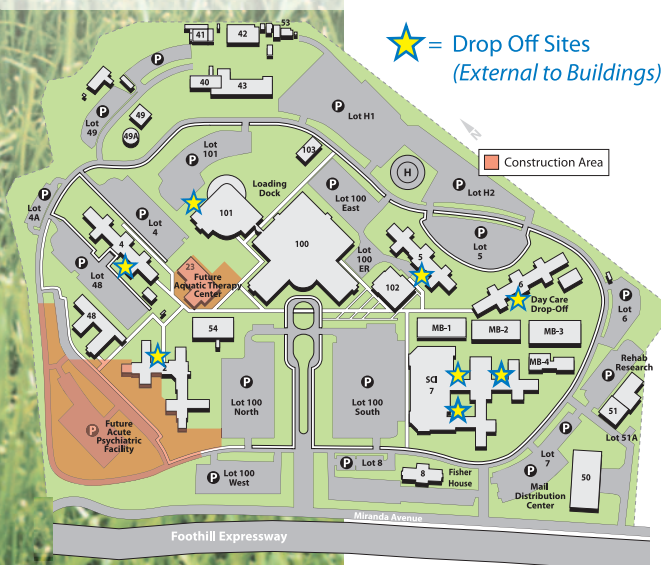 = Drop Off Sites
(External to Buildings)
Construction Area
53
41
42
P
40
43
P
Lot
49
49
49A
P
Lot H1
Lot
101
P
103
H
P
Lot H2
P
Lot
4A
Loading
Dock
101
P
Lot 100
East
P
Lot
4
P
Lot
5
4
100
Lot
100
ER
5
P
Lot
48
23
Future
Aquatic Therapy
Center
102
6
Day Care
Drop-Off
P
Lot
6
48
54
MB-1
MB-2
MB-3
2
MB-4
Rehab
Research
P
P
Lot 100
North
P
Lot 100
South
SCI
7
51
P
Future
Acute
Psychiatric
Facility
P
Lot
7
Lot 51A
P
Lot 100
West
P
Lot 8
8
Fisher
House
P
Mail
Distribution
Center
50
Miranda Avenue
Foothill Expressway